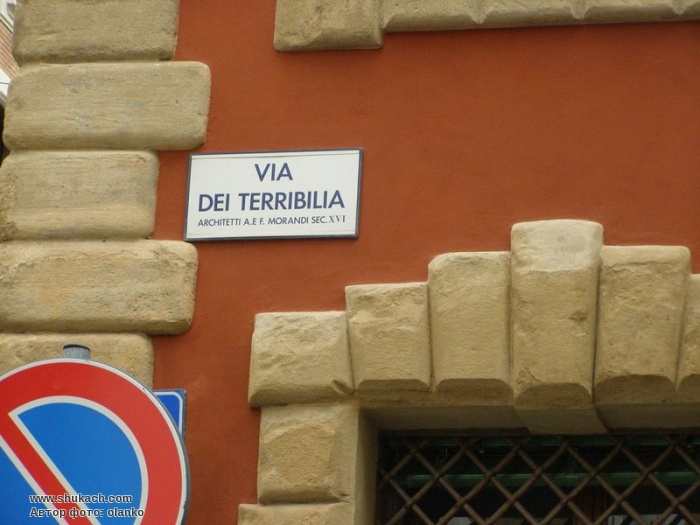 VIA
DEI TERRIBILIA
ARCHITETTI A.E F. MORANDI SEC. XVI
www.shukach.com
Автор фото: olanko